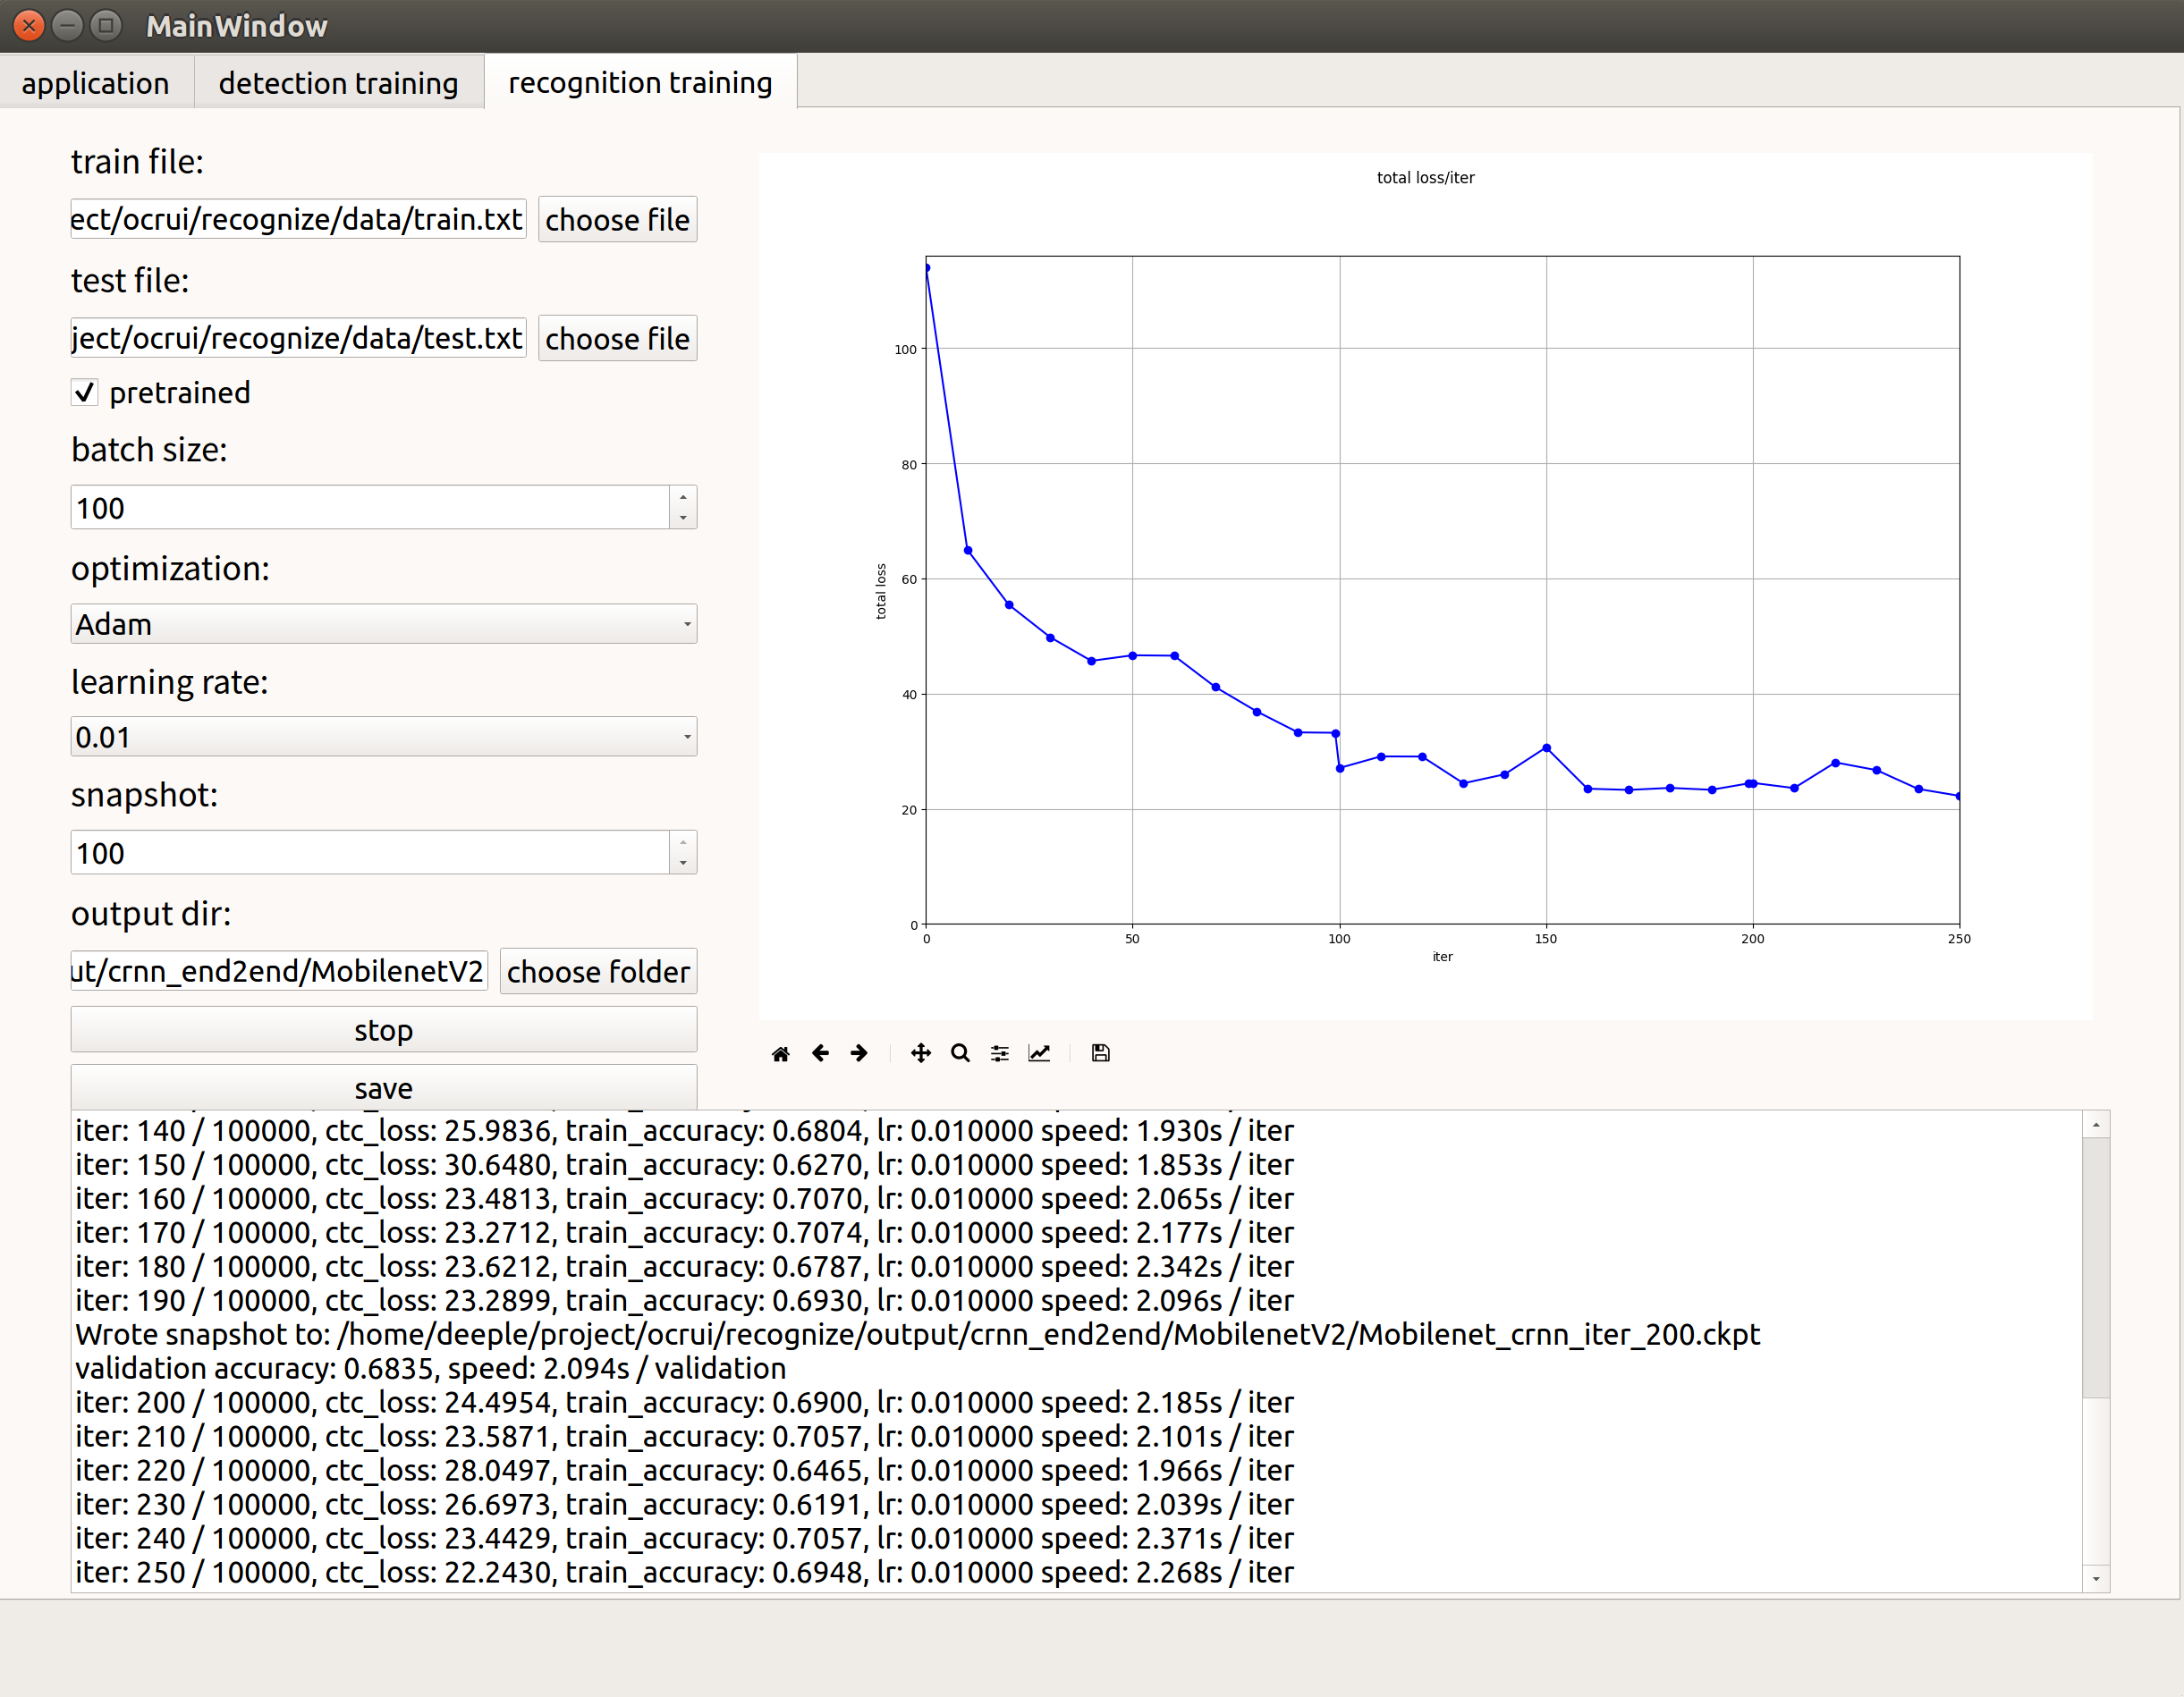 MainWindow
application
detection training
recognition training
train file:
ect/ocrui/recognize/data/train.txt
choose file
test file:
ject/ocrui/recognize/data/test.txt
choose file
pretrained
batch size:
100
optimization:
Adam
learning rate:
0.01
snapshot:
100
output dir:
ut/crnn_end2end/MobilenetV2
choose folder
stop
save
total loss/iter
total loss
100
80
60
40
20
0
0 50 100 150 200 250
iter
iter: 140 / 100000, ctc_loss: 25.9836, train_accuracy: 0.6804, lr: 0.010000 speed: 1.930s / iter
iter: 150 / 100000, ctc_loss: 30.6480, train_accuracy: 0.6270, lr: 0.010000 speed: 1.853s / iter
iter: 160 / 100000, ctc_loss: 23.4813, train_accuracy: 0.7070, lr: 0.010000 speed: 2.065s / iter
iter: 170 / 100000, ctc_loss: 23.2712, train_accuracy: 0.7074, lr: 0.010000 speed: 2.177s / iter
iter: 180 / 100000, ctc_loss: 23.6212, train_accuracy: 0.6787, lr: 0.010000 speed: 2.342s / iter
iter: 190 / 100000, ctc_loss: 23.2899, train_accuracy: 0.6930, lr: 0.010000 speed: 2.096s / iter
Wrote snapshot to: /home/deeple/project/ocrui/recognize/output/crnn_end2end/MobilenetV2/Mobilenet_crnn_iter_200.ckpt
validation accuracy: 0.6835, speed: 2.094s / validation
iter: 200 / 100000, ctc_loss: 24.4954, train_accuracy: 0.6900, lr: 0.010000 speed: 2.185s / iter
iter: 210 / 100000, ctc_loss: 23.5871, train_accuracy: 0.7057, lr: 0.010000 speed: 2.101s / iter
iter: 220 / 100000, ctc_loss: 28.0497, train_accuracy: 0.6465, lr: 0.010000 speed: 1.966s / iter
iter: 230 / 100000, ctc_loss: 26.6973, train_accuracy: 0.6191, lr: 0.010000 speed: 2.039s / iter
iter: 240 / 100000, ctc_loss: 23.4429, train_accuracy: 0.7057, lr: 0.010000 speed: 2.371s / iter
iter: 250 / 100000, ctc_loss: 22.2430, train_accuracy: 0.6948, lr: 0.010000 speed: 2.268s / iter